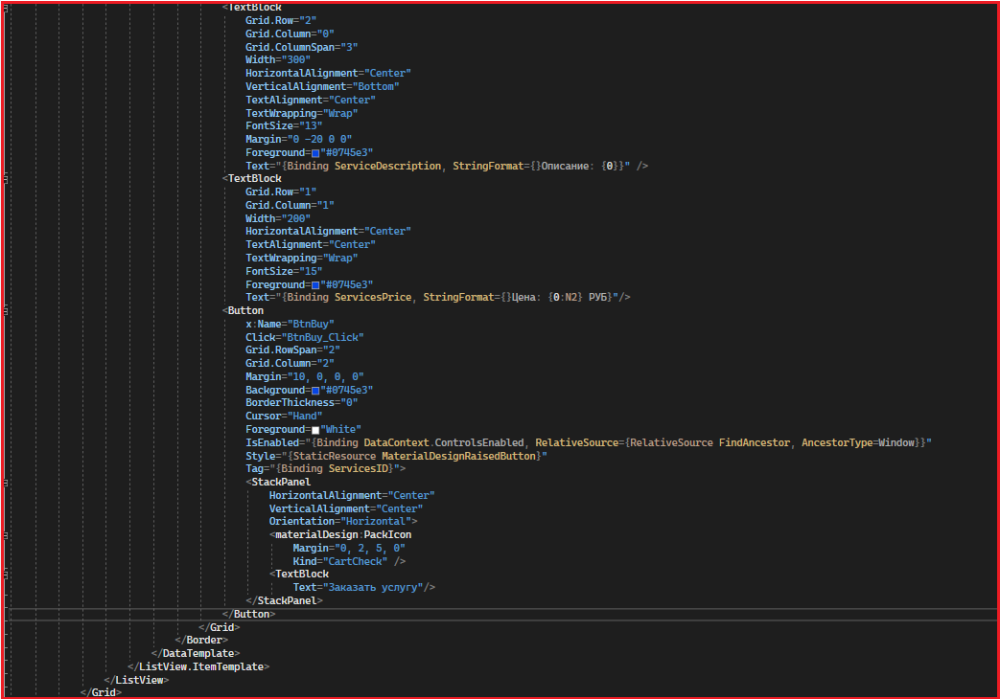 <TextBlock
Grid.Row="2"
Grid.Column="0"
Grid.ColumnSpan="3"
Width="300"
HorizontalAlignment="Center"
VerticalAlignment="Bottom"
TextAlignment="Center"
TextWrapping="Wrap"
FontSize="13"
Margin="0 -20 0 0"
Foreground="#0745e3"
Text="{Binding ServiceDescription, StringFormat={}Описание: {0}}" />
<TextBlock
Grid.Row="1"
Grid.Column="1"
Width="200"
HorizontalAlignment="Center"
TextAlignment="Center"
TextWrapping="Wrap"
FontSize="15"
Foreground="#0745e3"
Text="{Binding ServicesPrice, StringFormat={}Цена: {0:N2} РУБ}"/>
<Button
x:Name="BtnBuy"
Click="BtnBuy_Click"
Grid.RowSpan="2"
Grid.Column="2"
Margin="10, 0, 0, 0"
Background="#0745e3"
BorderThickness="0"
Cursor="Hand"
Foreground="White"
IsEnabled="{Binding DataContext.ControlsEnabled, RelativeSource={RelativeSource FindAncestor, AncestorType=Window}}"
Style="{StaticResource MaterialDesignRaisedButton}"
Tag="{Binding ServicesID}">
<StackPanel
HorizontalAlignment="Center"
VerticalAlignment="Center"
Orientation="Horizontal">
<materialDesign:PackIcon
Margin="0, 2, 5, 0"
Kind="CartCheck" />
<TextBlock
Text="Заказать услугу"/>
</StackPanel>
</Button>
</Grid>
</Border>
</DataTemplate>
</ListView.ItemTemplate>
</ListView>
</Grid>